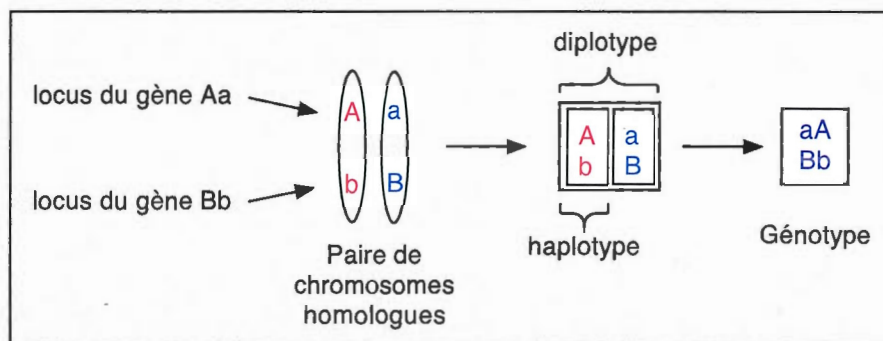 diplotype
locus du gène Aa
A a
A a
b B
aA
Bb
b B
locus du gène Bb
haplotype
Génotype
Paire de
chromosomes
homologues